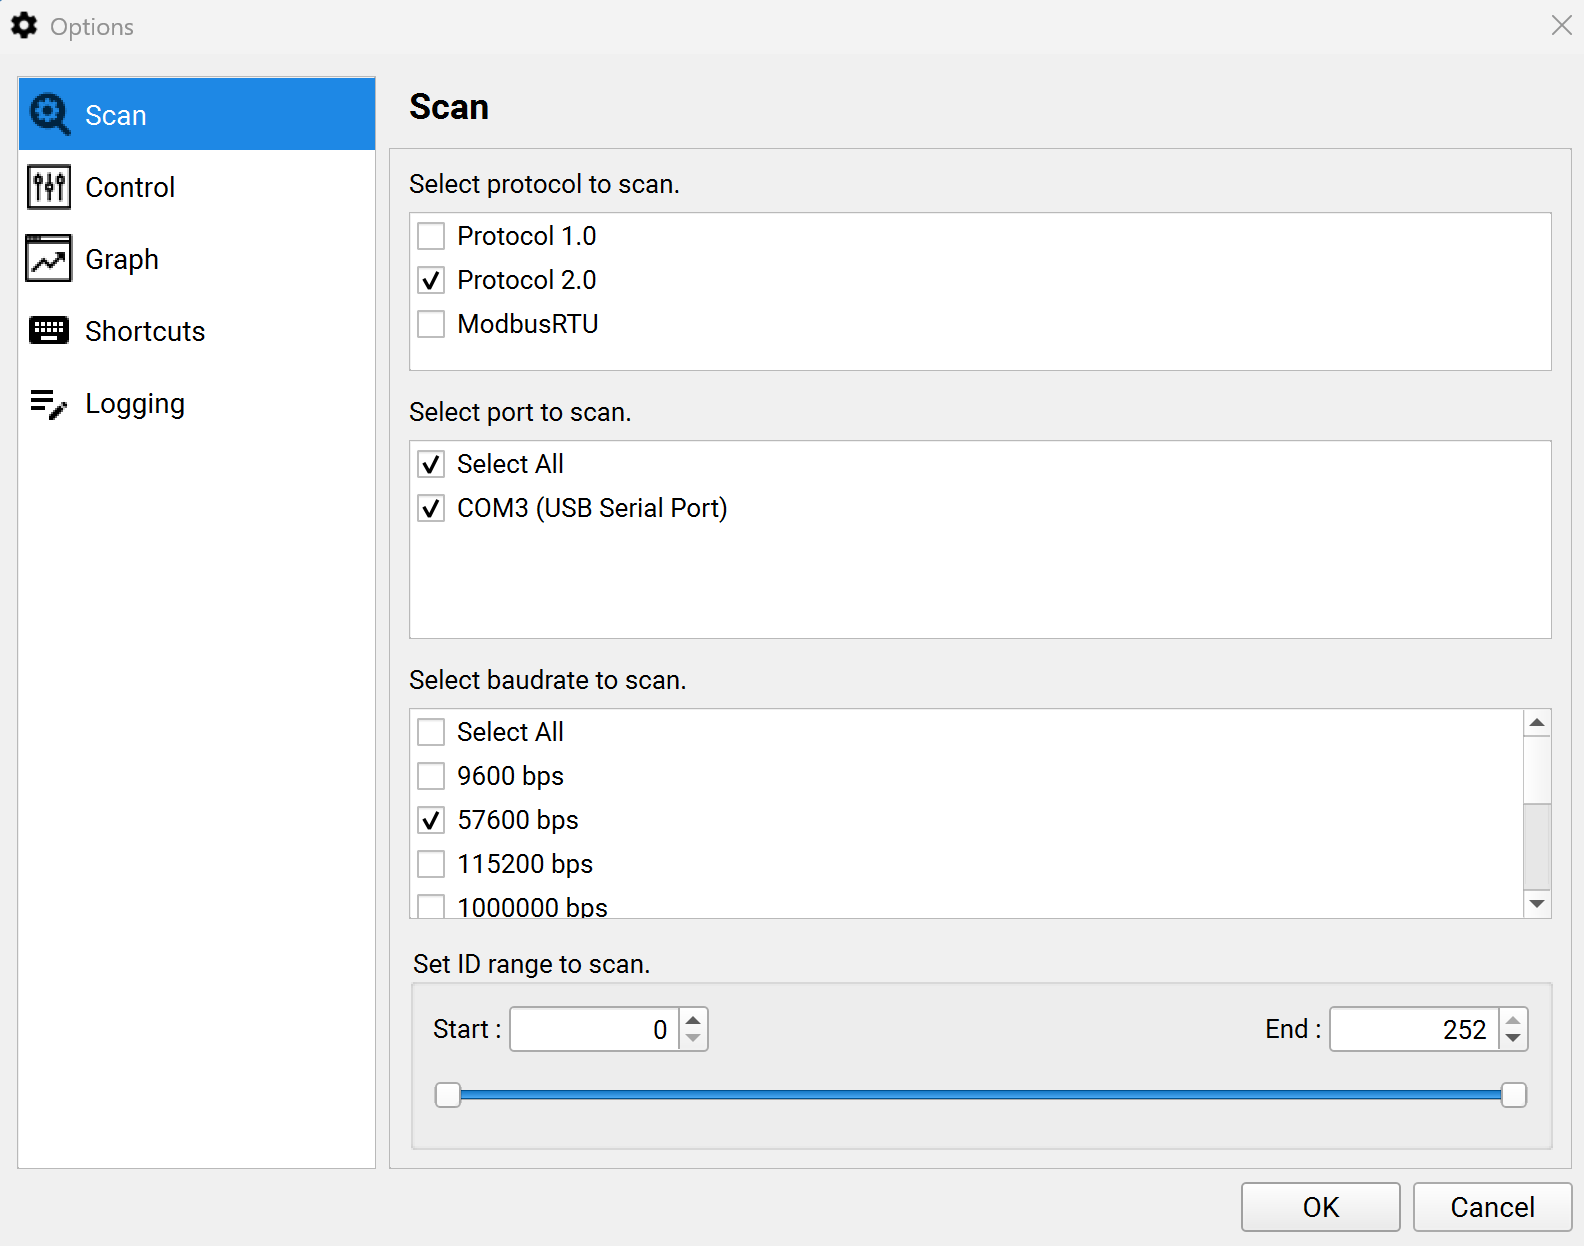 Options
Scan
Control
Graph
Shortcuts
Logging
Scan
Select protocol to scan.
Protocol 1.0
Protocol 2.0
ModbusRTU
Select port to scan.
Select All
COM3 (USB Serial Port)
Select baudrate to scan.
Select All
9600 bps
57600 bps
115200 bps
1000000 bps
Set ID range to scan.
Start : 0 End : 252
OK Cancel